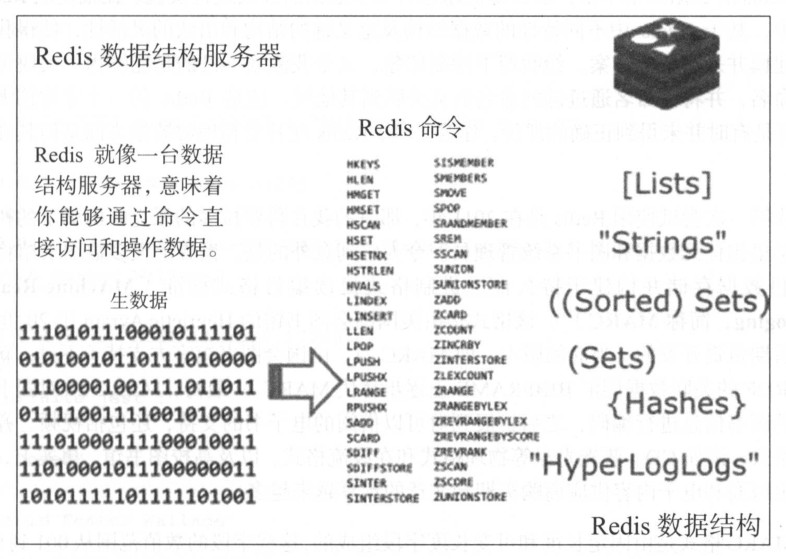 Redis 数据结构服务器
Redis 就像一台数据
结构服务器，意味着
你能够通过命令直
接访问和操作数据。
生数据
11101011100010111101
01010010110111010000
11100001001111011011
01111001111001010011
11101000111100010011
11010001011100000011
10101111101111101001
Redis 命令
HKEYS
HLEN
HMGET
HMSET
HSCAN
HSET
HSETNX
HSTRLEN
HVALS
LINDEX
LINSERT
LLEN
LPOP
LPUSH
LPUSHX
LRANGE
RPUSHX
SADD
SCARD
SDIFF
SDIFFSTORE
SINTER
SINTERSTORE
SISMEMBER
SMEMBERS
SMOVE
SPOP
SRANDMEMBER
SREM
SSCAN
SUNION
SUNIONSTORE
ZADD
ZCARD
ZCOUNT
ZINCRBY
ZINTERSTORE
ZLEXCOUNT
ZRANGE
ZRANGEBYLEX
ZREVRANGEBYLEX
ZREVRANGEBYSCORE
ZREVRANK
ZSCAN
ZSCORE
ZUNIONSTORE
[Lists]
"Strings"
((Sorted) Sets)
(Sets)
{Hashes}
"HyperLogLogs"
Redis 数据结构